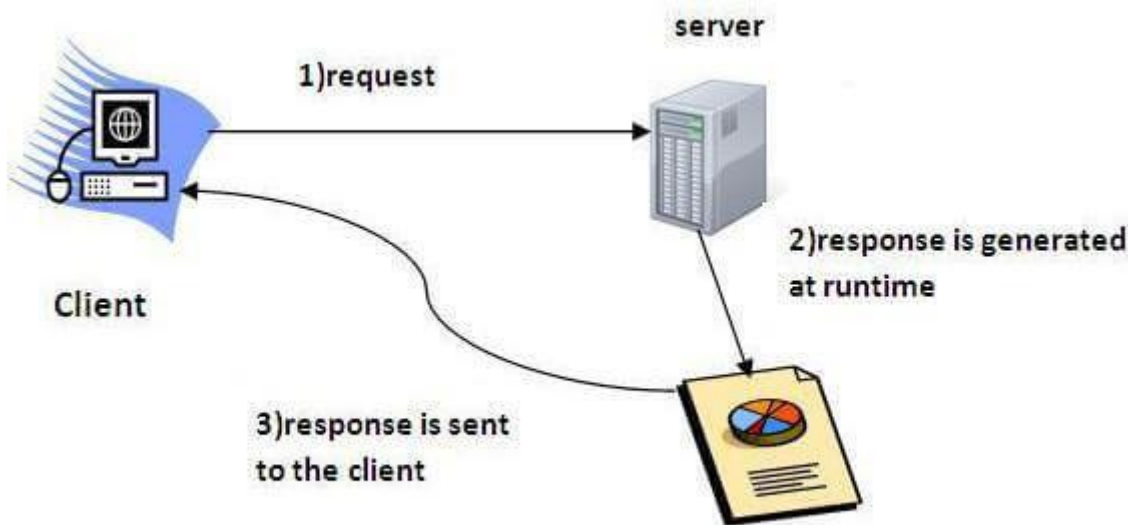 server
1)request
2)response is generated
at runtime
Client
3)response is sent
to the client